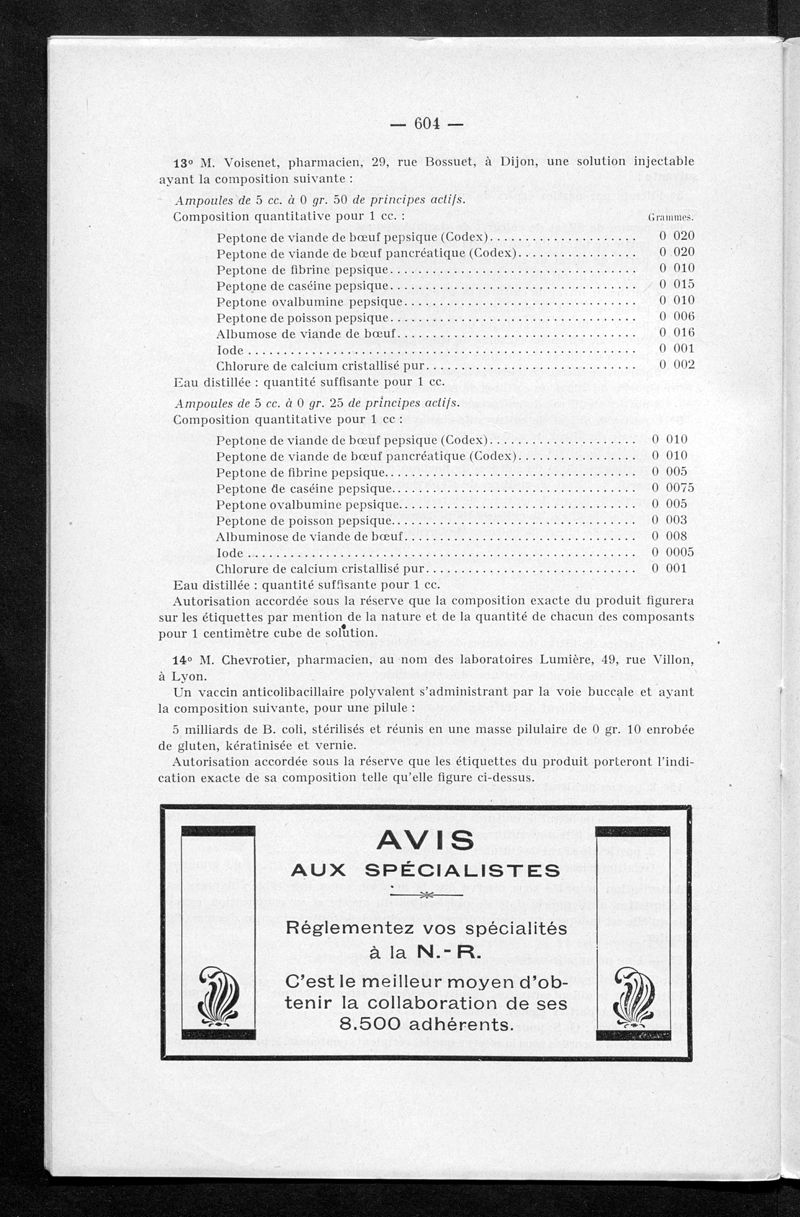 — 604 —
13º M. Voisenet, pharmacien, 29, rue Bossuet, à Dijon, une solution injectable
ayant la composition suivante :
Ampoules de 5 cc. à 0 gr. 50 de principes actifs.
Composition quantitative pour 1 cc. : Grammes.
Peptone de viande de bœuf pepsique (Codex)..................... 0 020
Peptone de viande de bœuf pancréatique (Codex)................. 0 020
Peptone de fibrine pepsique................................... 0 010
Peptone de caséine pepsique................................... 0 015
Peptone ovalbumine pepsique................................. 0 010
Peptone de poisson pepsique................................... 0 006
Albumose de viande de bœuf.................................. 0 016
Iode ....................................................... 0 001
Chlorure de calcium cristallisé pur.............................. 0 002
Eau distillée : quantité suffisante pour 1 cc.
Ampoules de 5 cc. à 0 gr. 25 de principes actifs.
Composition quantitative pour 1 cc :
Peptone de viande de bœuf pepsique (Codex)..................... 0 010
Peptone de viande de bœuf pancréatique (Codex)................. 0 010
Peptone de fibrine pepsique................................... 0 005
Peptone de caséine pepsique.................................. 0 0075
Peptone ovalbumine pepsique................................. 0 005
Peptone de poisson pepsique.................................. 0 003
Albuminose de viande de bœuf................................. 0 008
Iode ....................................................... 0 0005
Chlorure de calcium cristallisé pur.............................. 0 001
Eau distillée : quantité suffisante pour 1 cc.
Autorisation accordée sous la réserve que la composition exacte du produit figurera
sur les étiquettes par mention de la nature et de la quantité de chacun des composants
pour 1 centimètre cube de solution.
14º M. Chevrotier, pharmacien, au nom des laboratoires Lumière, 49, rue Villon,
à Lyon.
Un vaccin anticolibacillaire polyvalent s'administrant par la voie buccale et ayant
la composition suivante, pour une pilule :
5 milliards de B. coli, stérilisés et réunis en une masse pilulaire de 0 gr. 10 enrobée
de gluten, kératinisée et vernie.
Autorisation accordée sous la réserve que les étiquettes du produit porteront l'indi-
cation exacte de sa composition telle qu'elle figure ci-dessus.
AVIS
AUX SPÉCIALISTES
Réglementez vos spécialités
à la N.-R.
C'est le meilleur moyen d'ob-
tenir la collaboration de ses
8.500 adhérents.